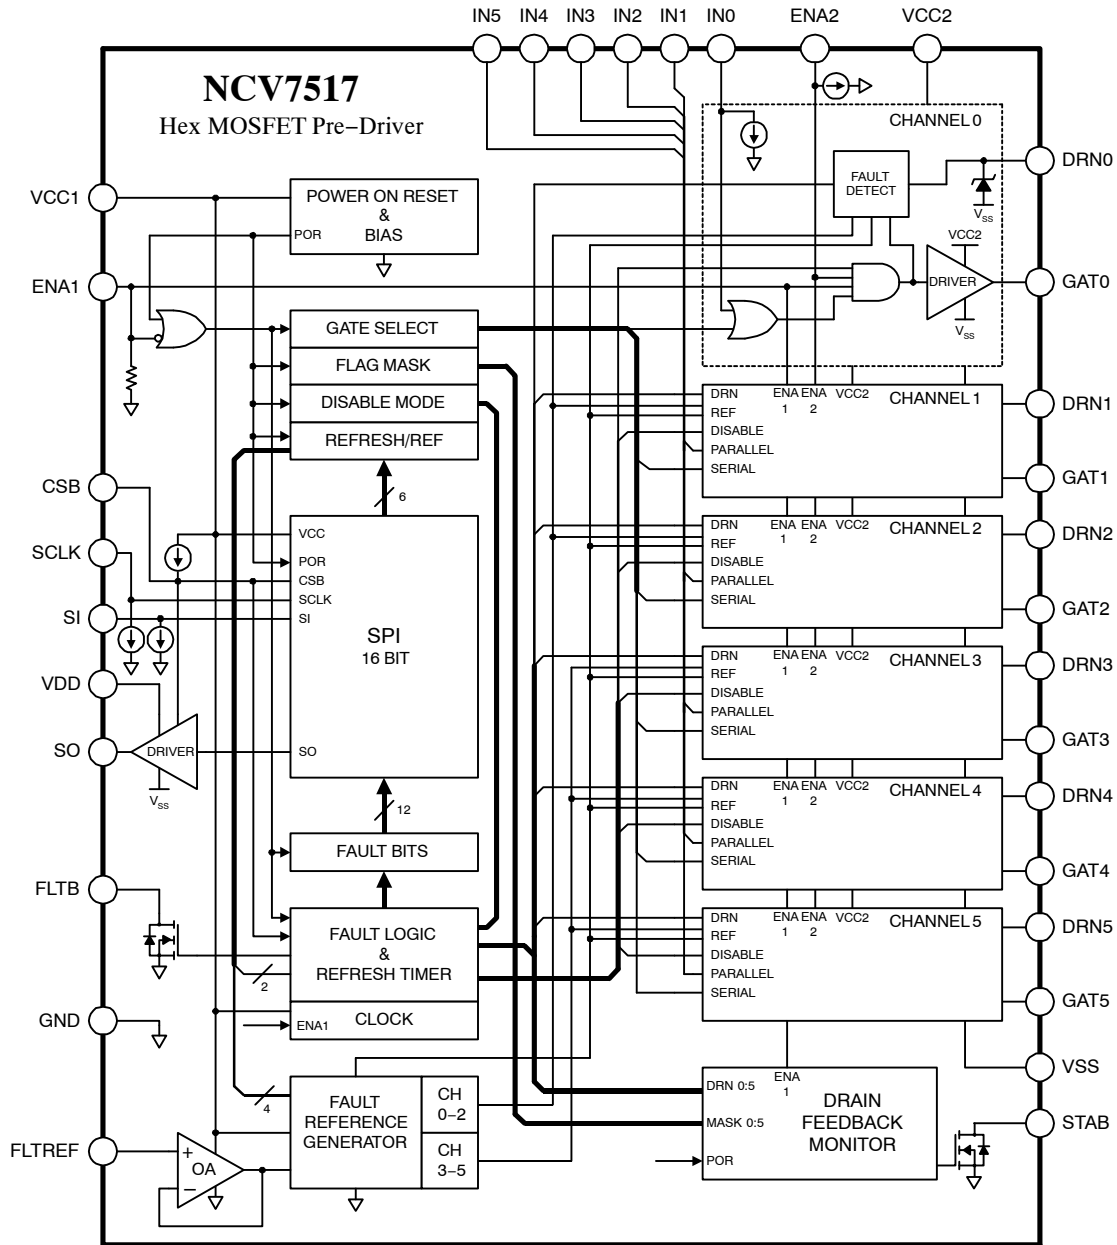 IN5 IN4 IN3 IN2 IN1 IN0 ENA2 VCC2
NCV7517
Hex MOSFET Pre−Driver
CHANNEL 0
DRN0
FAULT
DETECT
VSS
VCC1
POWER ON RESET
&
BIAS
POR
VCC2
DRIVER
VSS
GAT0
ENA1
GATE SELECT
FLAG MASK
DISABLE MODE
REFRESH/REF
6
DRN
REF
DISABLE
PARALLEL
SERIAL
ENA
1
ENA
2
VCC2
CHANNEL 1
DRN1
GAT1
CSB
SCLK
SI
VDD
SO
VCC
POR
CSB
SCLK
SI
SPI
16 BIT
SO
DRIVER
VSS
12
DRN
REF
DISABLE
PARALLEL
SERIAL
ENA
1
ENA
2
VCC2
CHANNEL 2
DRN2
GAT2
DRN
REF
DISABLE
PARALLEL
SERIAL
ENA
1
ENA
2
VCC2
CHANNEL 3
DRN3
GAT3
DRN
REF
DISABLE
PARALLEL
SERIAL
ENA
1
ENA
2
VCC2
CHANNEL 4
DRN4
GAT4
FAULT BITS
FLTB
FAULT LOGIC
&
REFRESH TIMER
2
CLOCK
ENA1
GND
DRN
REF
DISABLE
PARALLEL
SERIAL
ENA
1
ENA
2
VCC2
CHANNEL 5
DRN5
GAT5
VSS
4
FAULT
REFERENCE
GENERATOR
CH
0−2
CH
3−5
FLTREF
+
OA
−
DRN 0:5
MASK 0:5
POR
ENA
1
DRAIN
FEEDBACK
MONITOR
STAB